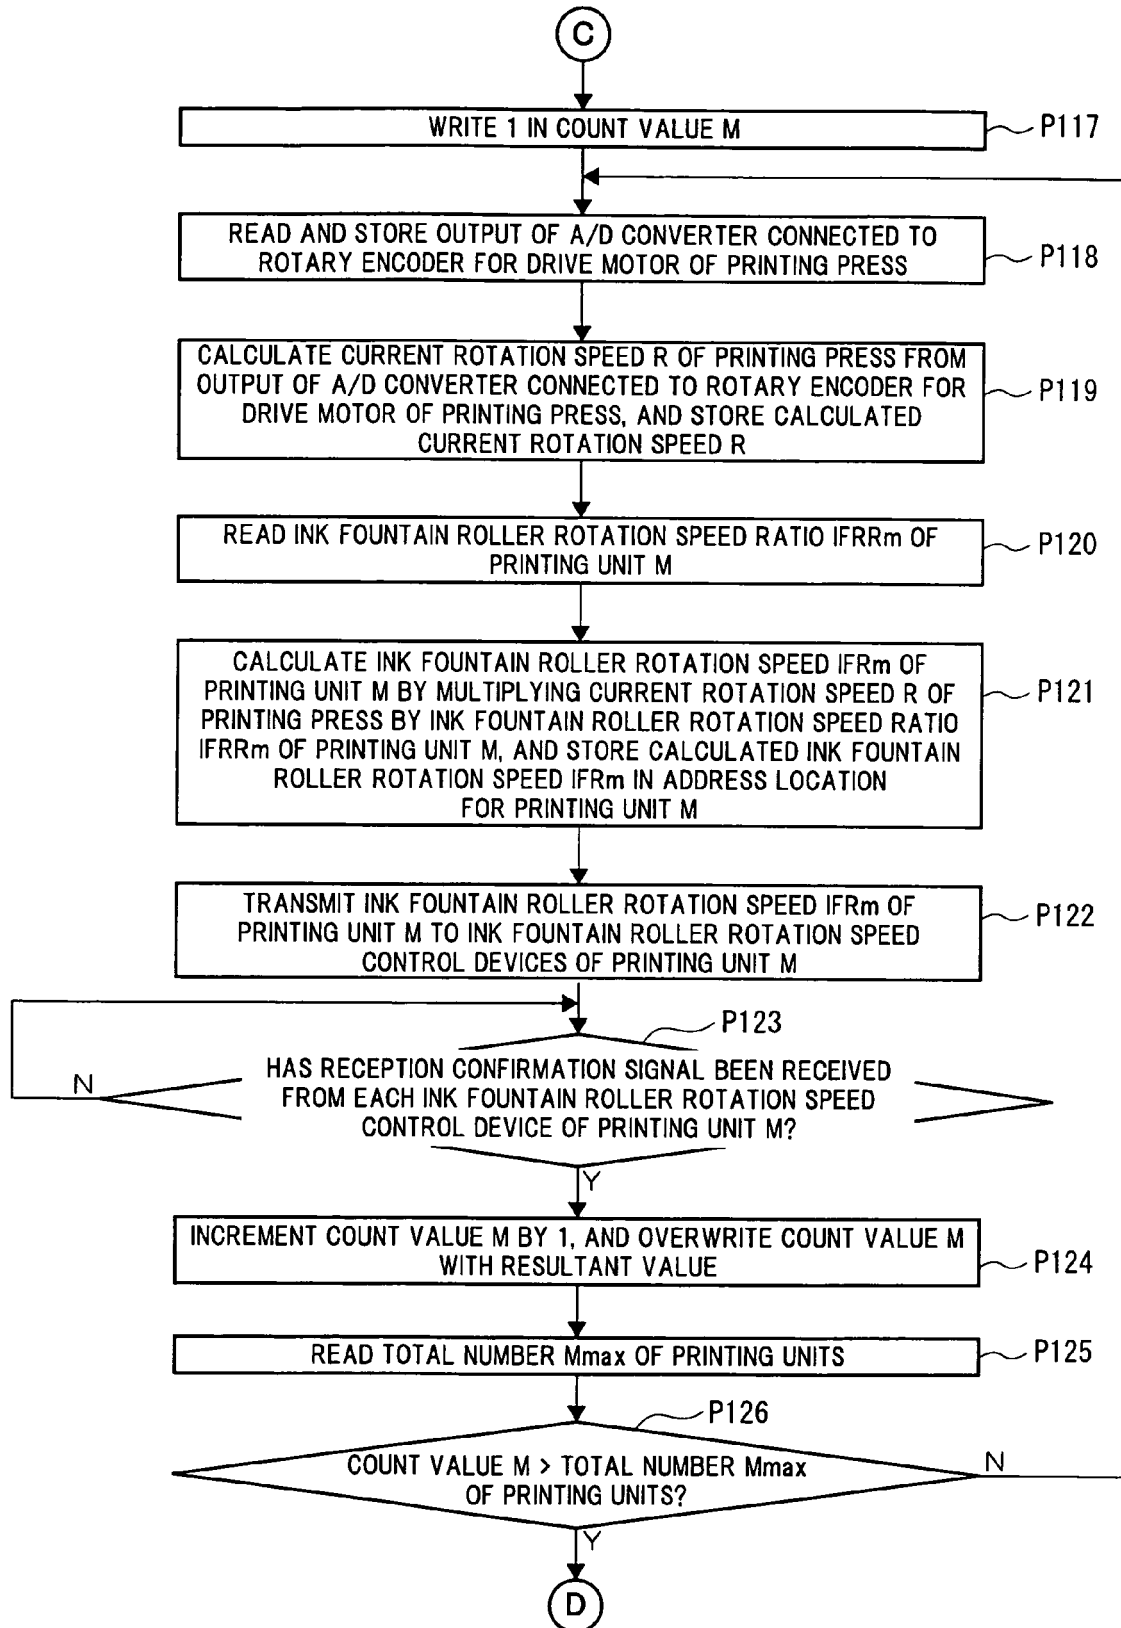 C
WRITE 1 IN COUNT VALUE M
P117
READ AND STORE OUTPUT OF A/D CONVERTER CONNECTED TO
ROTARY ENCODER FOR DRIVE MOTOR OF PRINTING PRESS
P118
CALCULATE CURRENT ROTATION SPEED R OF PRINTING PRESS FROM
OUTPUT OF A/D CONVERTER CONNECTED TO ROTARY ENCODER FOR
DRIVE MOTOR OF PRINTING PRESS, AND STORE CALCULATED
CURRENT ROTATION SPEED R
P119
READ INK FOUNTAIN ROLLER ROTATION SPEED RATIO IFRRm OF
PRINTING UNIT M
P120
CALCULATE INK FOUNTAIN ROLLER ROTATION SPEED IFRm OF
PRINTING UNIT M BY MULTIPLYING CURRENT ROTATION SPEED R OF
PRINTING PRESS BY INK FOUNTAIN ROLLER ROTATION SPEED RATIO
IFRRm OF PRINTING UNIT M, AND STORE CALCULATED INK FOUNTAIN
ROLLER ROTATION SPEED IFRm IN ADDRESS LOCATION
FOR PRINTING UNIT M
P121
TRANSMIT INK FOUNTAIN ROLLER ROTATION SPEED IFRm OF
PRINTING UNIT M TO INK FOUNTAIN ROLLER ROTATION SPEED
CONTROL DEVICES OF PRINTING UNIT M
P122
P123
HAS RECEPTION CONFIRMATION SIGNAL BEEN RECEIVED
FROM EACH INK FOUNTAIN ROLLER ROTATION SPEED
CONTROL DEVICE OF PRINTING UNIT M?
N
Y
INCREMENT COUNT VALUE M BY 1, AND OVERWRITE COUNT VALUE M
WITH RESULTANT VALUE
P124
READ TOTAL NUMBER Mmax OF PRINTING UNITS
P125
P126
COUNT VALUE M > TOTAL NUMBER Mmax
OF PRINTING UNITS?
N
Y
D